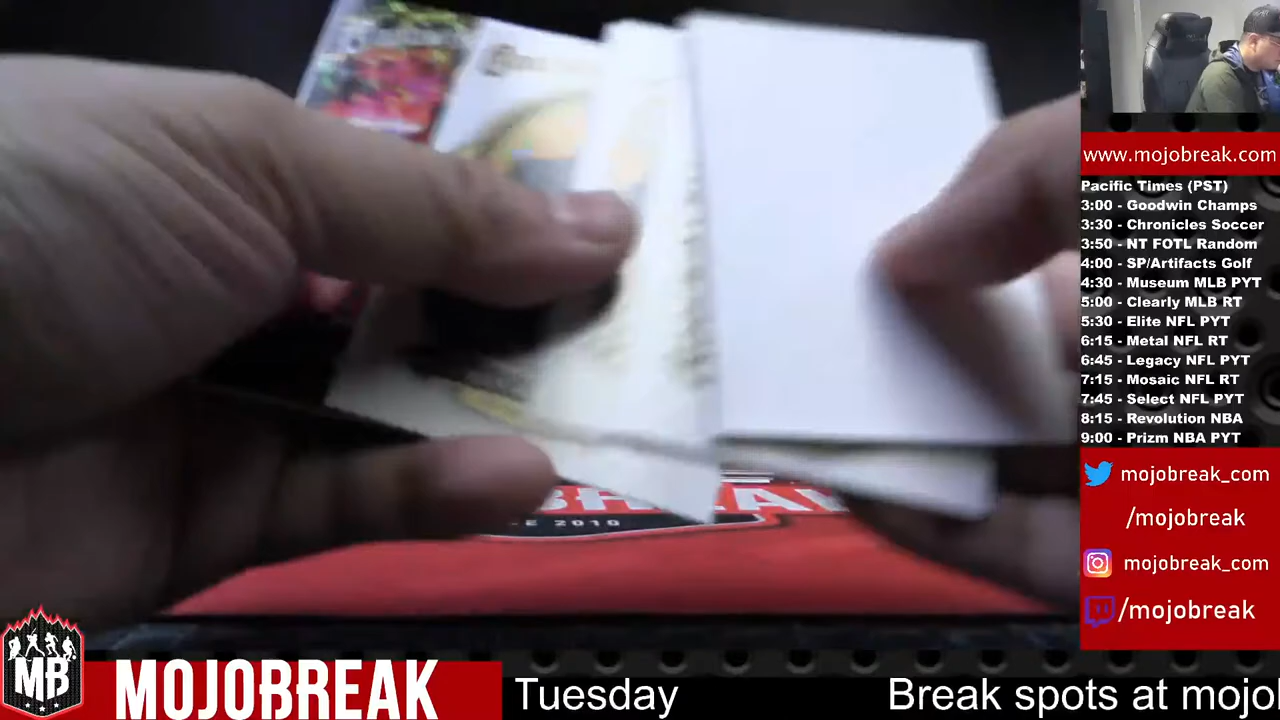 www.mojobreak.com
Pacific Times (PST)
3:00 - Goodwin Champs
3:30 - Chronicles Soccer
3:50 - NT FOTL Random
4:00 - SP/Artifacts Golf
4:30 - Museum MLB PYT
5:00 - Clearly MLB RT
5:30 - Elite NFL PYT
6:15 - Metal NFL RT
6:45 - Legacy NFL PYT
7:15 - Mosaic NFL RT
7:45 - Select NFL PYT
8:15 - Revolution NBA
9:00 - Prizm NBA PYT
mojobreak_com
/mojobreak
mojobreak_com
/mojobreak
E 2010
MB
MOJOBREAK
Tuesday
Break spots at mojo